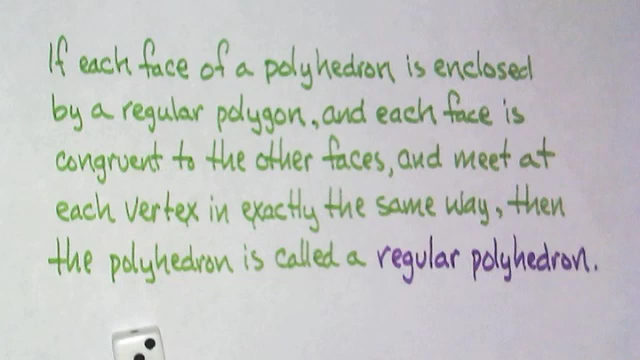 If each face of a polyhedron is enclosed
by a regular polygon, and each face is
congruent to the other faces, and meet at
each vertex in exactly the same way, then
the polyhedron is called a regular polyhedron.